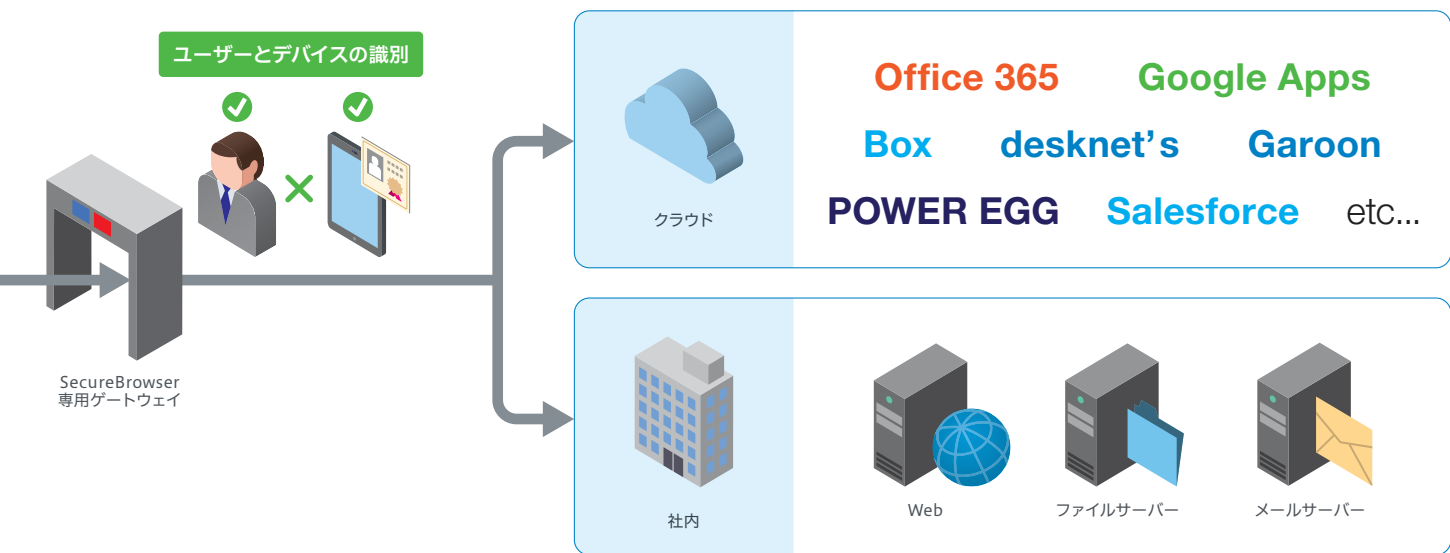 ユーザーとデバイスの識別
SecureBrowser
専用ゲートウェイ
クラウド
Office 365 Google Apps
Box desknet's Garoon
POWER EGG Salesforce etc...
社内
Web ファイルサーバー メールサーバー